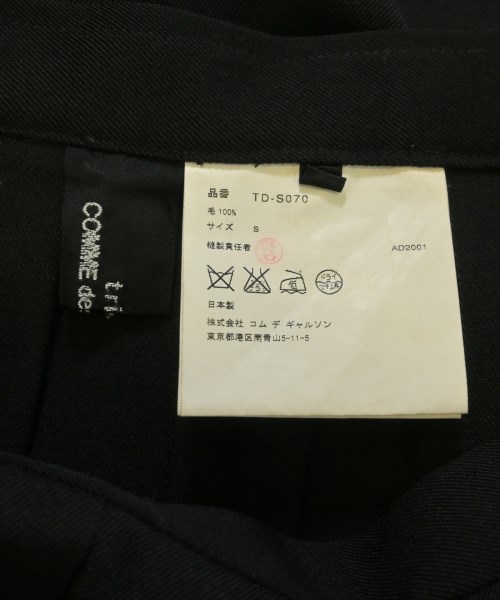 COMME des
tri
品番 TD-S070
毛 100%
サイズ S
縫製責任者 AD2001
低
日本製
株式会社 コム デ ギャルソン
東京都港区南青山5-11-5